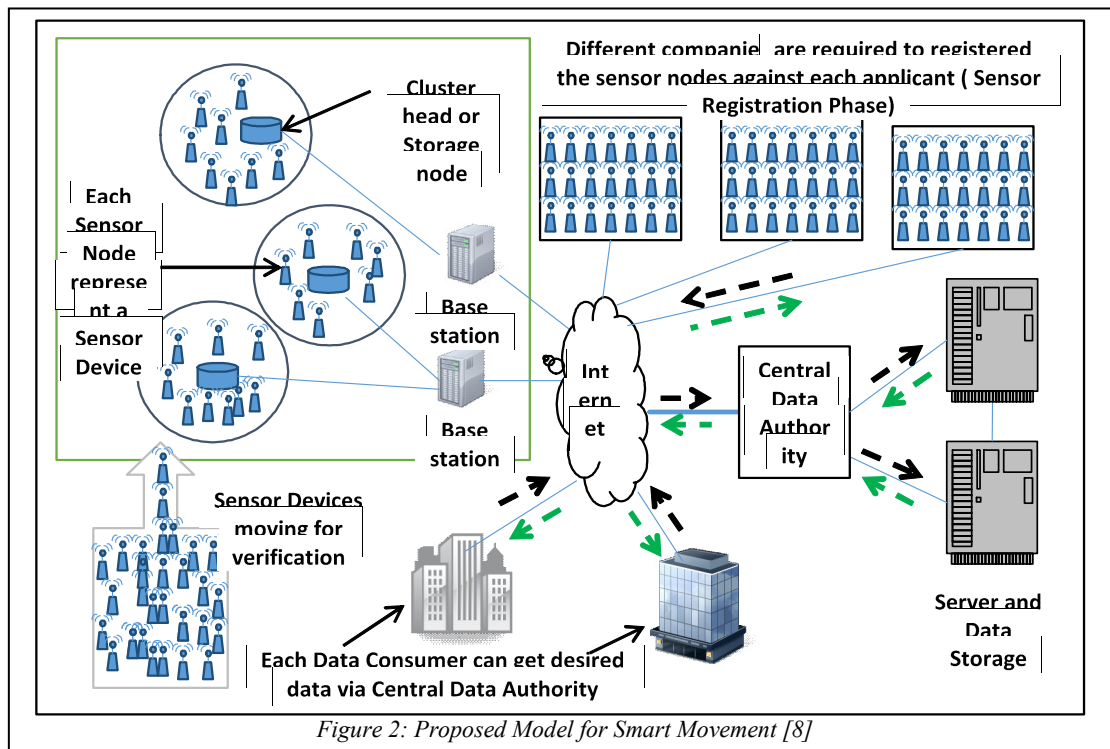 Different companie are required to registered
the sensor nodes against each applicant ( Sensor
Registration Phase)
Cluster
head or
Storage
node
Each
Sensor
Node
represe
nt a
Sensor
Device
Base
station
Base
station
Int
ern
et
Central
Data
Author
ity
Sensor Devices
moving for
verification
Server and
Data
Storage
Each Data Consumer can get desired
data via Central Data Authority
Figure 2: Proposed Model for Smart Movement [8]